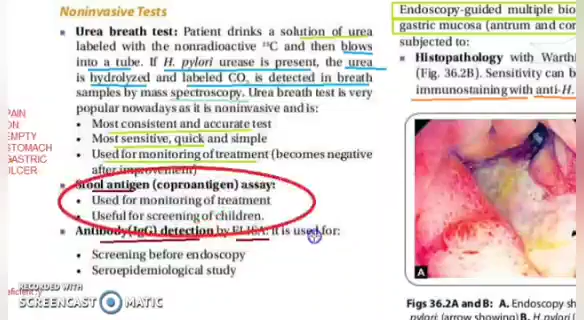 Noninvasive Tests
Urea breath test: Patient drinks a solution of urea
labeled with the nonradioactive ¹³C and then blows
into a tube. If H. pylori urease is present, the urea
is hydrolyzed and labeled CO₂ is detected in breath
samples by mass spectroscopy. Urea breath test is very
popular nowadays as it is noninvasive and is:
• Most consistent and accurate test
• Most sensitive, quick and simple
• Used for monitoring of treatment (becomes negative
after improvement)
Stool antigen (coproantigen) assay:
• Used for monitoring of treatment
• Useful for screening of children.
Antibody (IgG) detection by ELISA. It is used for:
• Screening before endoscopy
• Seroepidemiological study
PAIN
ON
EMPTY
STOMACH
GASTRIC
ULCER
RECORDED WITH
SCREENCAST MATIC
Endoscopy-guided multiple bio
gastric mucosa (antrum and cor
subjected to:
Histopathology with Warthi
(Fig. 36.2B). Sensitivity can b
immunostaining with anti-H.
A
Figs 36.2A and B: A. Endoscopy sh
pylori (arrow showing) B. H. pylori